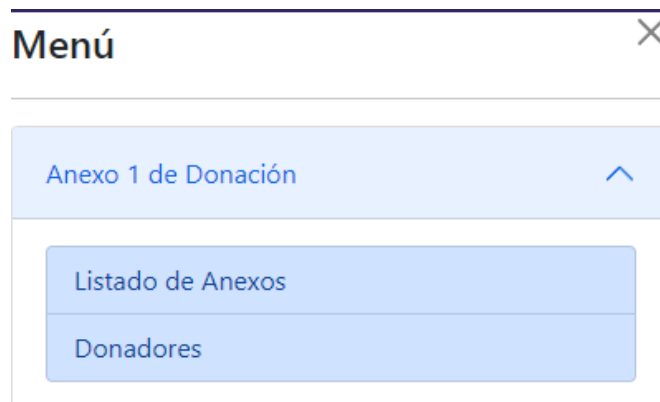 Menú
Anexo 1 de Donación
Listado de Anexos
Donadores